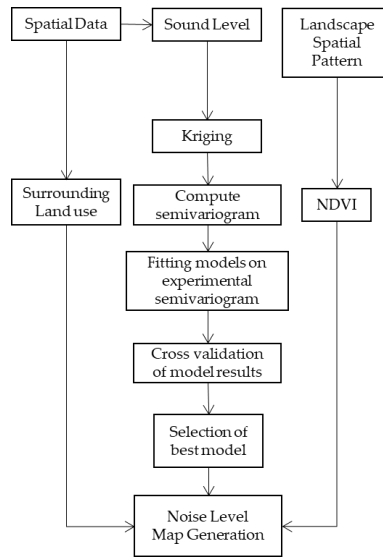 Spatial Data
Sound Level
Landscape
Spatial
Pattern
Kriging
Surrounding
Land use
Compute
semivariogram
NDVI
Fitting models on
experimental
semivariogram
Cross validation
of model results
Selection of
best model
Noise Level
Map Generation